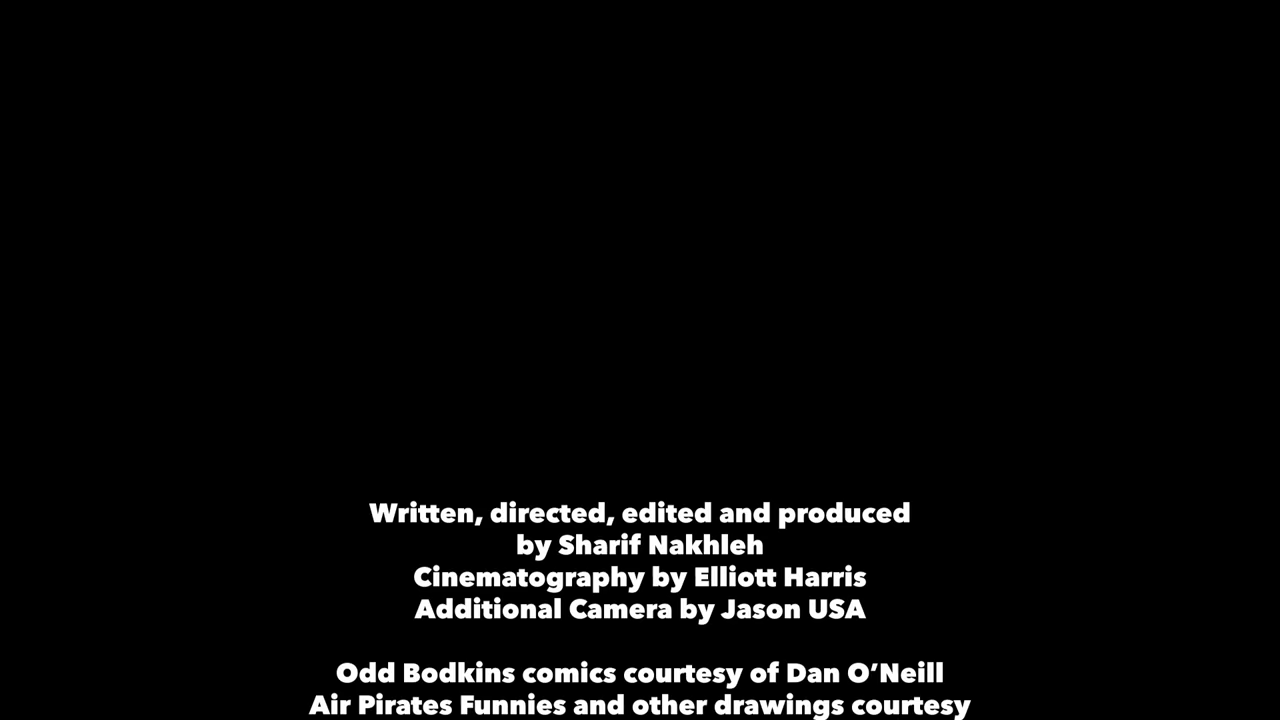 Written, directed, edited and produced
by Sharif Nakhleh
Cinematography by Elliott Harris
Additional Camera by Jason USA
Odd Bodkins comics courtesy of Dan O’Neill
Air Pirates Funnies and other drawings courtesy